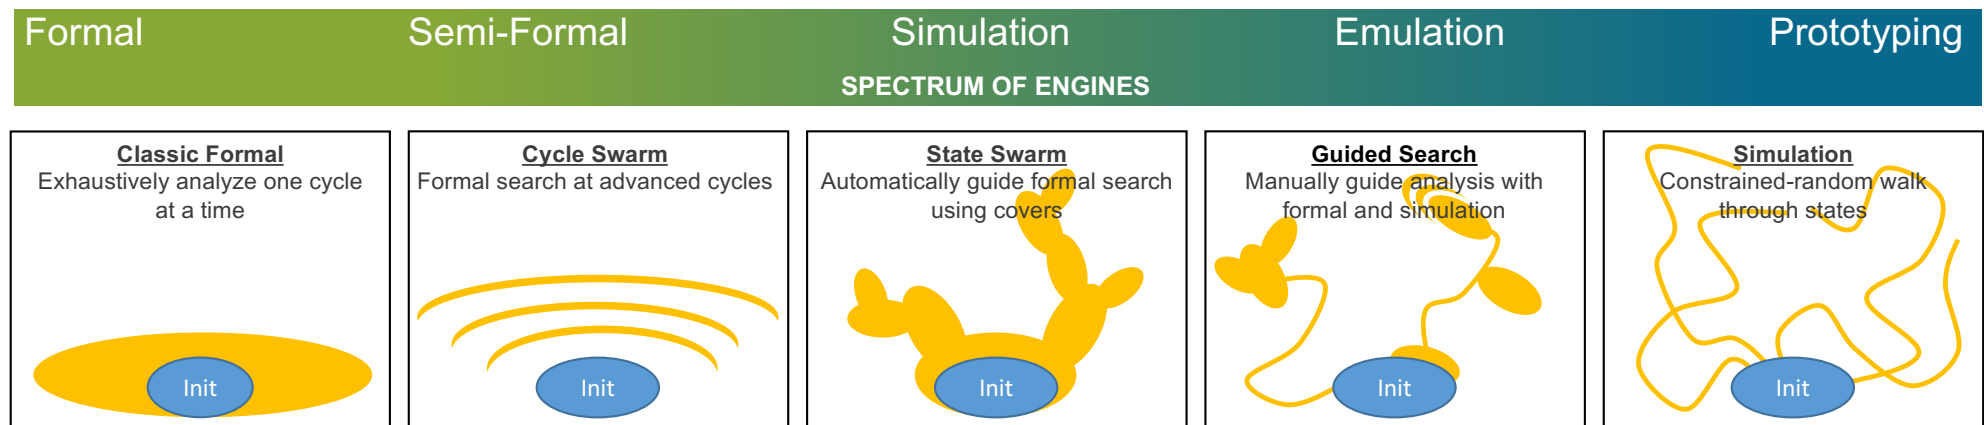 Formal Semi-Formal Simulation Emulation Prototyping
SPECTRUM OF ENGINES
Classic Formal
Exhaustively analyze one cycle
at a time
Init
Cycle Swarm
Formal search at advanced cycles
Init
State Swarm
Automatically guide formal search
using covers
Init
Guided Search
Manually guide analysis with
formal and simulation
Init
Simulation
Constrained-random walk
through states
Init